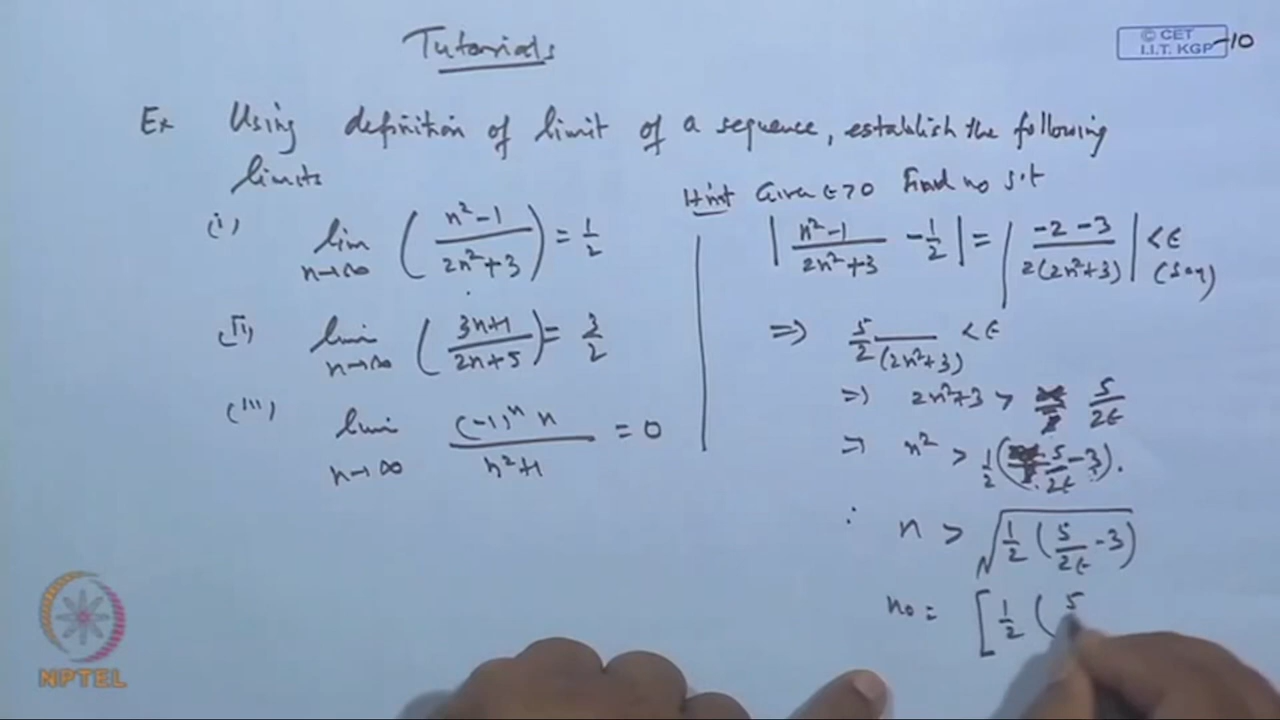 Tutorials
© CET
I.I.T. KGP -10
Ex Using definition of limit of a sequence, establish the following
limits
(i) lim n→∞ ( (n²-1)/(2n²+3) ) = 1/2
(ii) lim n→∞ ( (3n+1)/(2n+5) ) = 3/2
(iii) lim n→∞ (-1)ⁿ n/(n²+1) = 0
Hint Given ε>0 Find n₀ s.t
| (n²-1)/(2n²+3) - 1/2 | = | (-2-3)/(2(2n²+3)) | < ε (say)
⇒ 5/2 /(2n²+3) < ε
⇒ 2n²+3 > 5/2ε
⇒ n² > 1/2 ( 5/2ε -3).
∴ n > √(1/2 ( 5/2ε -3))
n₀ = [ 1/2 ( 5
NPTEL